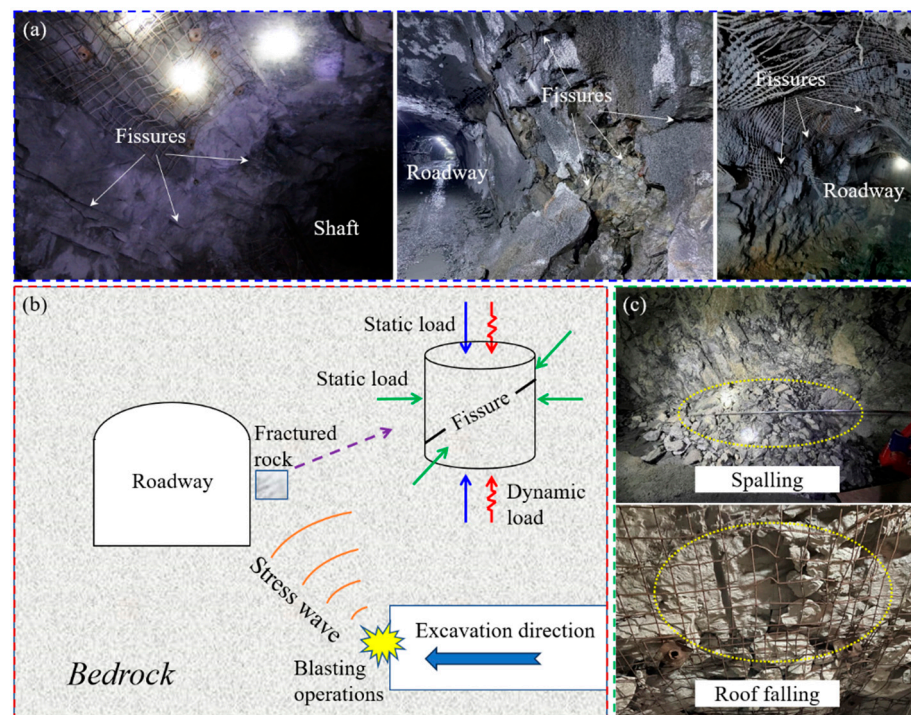 (a)
Fissures
Shaft
Fissures
Roadway
Fissures
Roadway
(b)
Static load
Static load
Fissure
Fractured
rock
Roadway
Dynamic
load
Stress wave
Blasting
operations
Excavation direction
Bedrock
(c)
Spalling
Roof falling